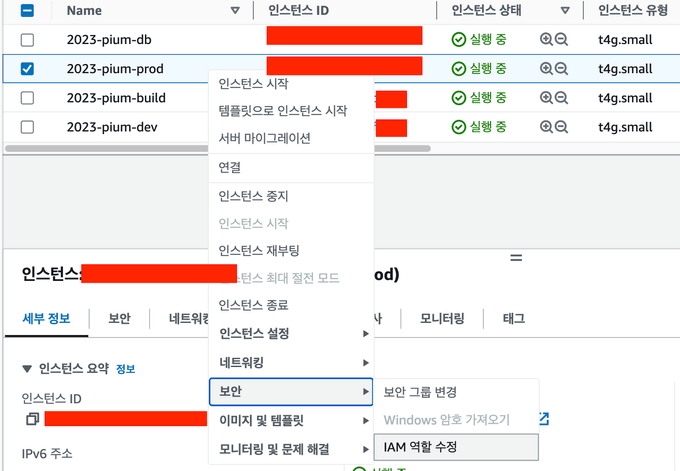 Name 인스턴스 ID 인스턴스 상태 인스턴스 유형
2023-pium-db 실행 중 t4g.small
2023-pium-prod 실행 중 t4g.small
2023-pium-build 실행 중 t4g.small
2023-pium-dev 실행 중 t4g.small
인스턴스 시작
템플릿으로 인스턴스 시작
서버 마이그레이션
연결
인스턴스 중지
인스턴스 시작
인스턴스 재부팅
인스턴스 최대 절전 모드
인스턴스 종료
인스턴스 설정
네트워킹
보안
이미지 및 템플릿
모니터링 및 문제 해결
보안 그룹 변경
Windows 암호 가져오기
IAM 역할 수정
인스턴스: od)
세부 정보 보안 네트워킹 사 모니터링 태그
인스턴스 요약 정보
인스턴스 ID
IPv6 주소